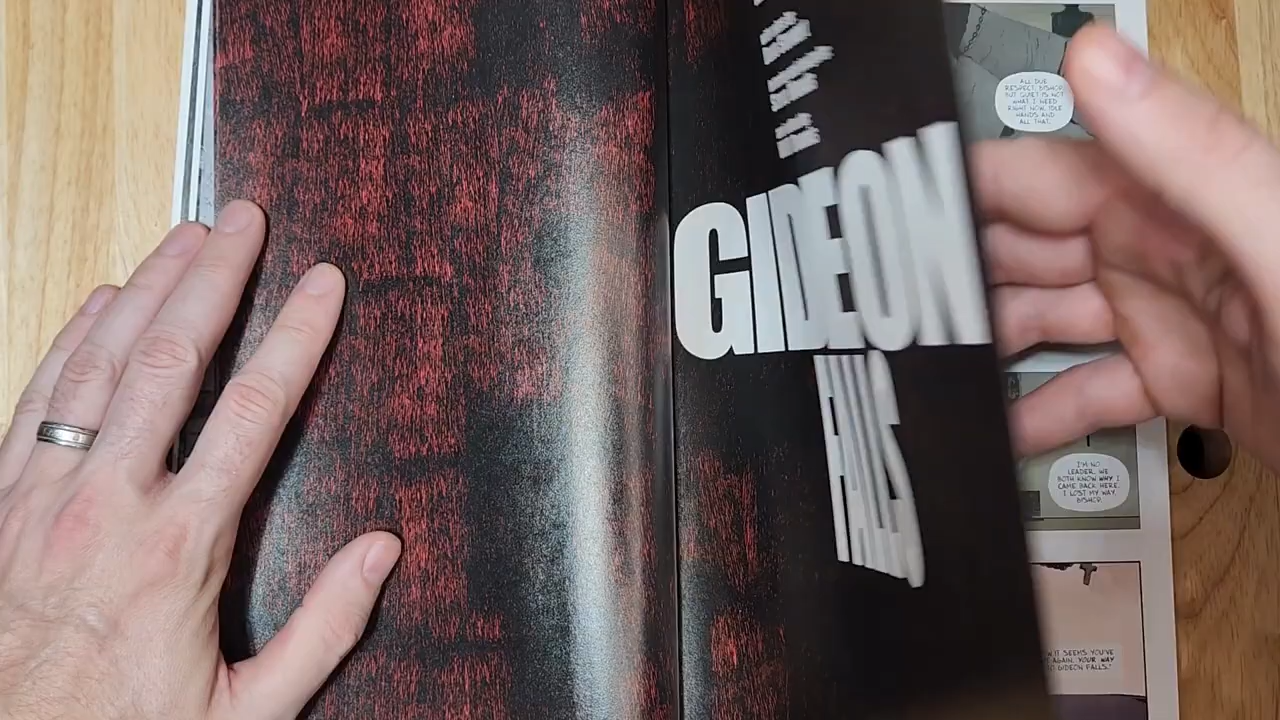 GIDEON
FALLS
ALL DUE
RESPECT, BISHOP,
BUT QUIET IS NOT
WHAT I NEED
RIGHT NOW. IDLE
HANDS AND
ALL THAT.
I'M NO
LEADER. WE
BOTH KNOW WHY I
CAME BACK HERE.
I LOST MY WAY,
BISHOP.
IT SEEMS YOU'VE
AGAIN. YOUR WAY
GIDEON FALLS."